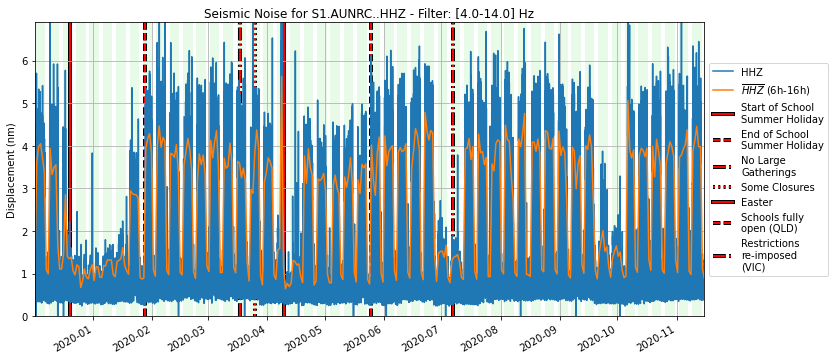 Seismic Noise for S1.AUNRC..HHZ - Filter: [4.0-14.0] Hz
Displacement (nm)
6
5
4
3
2
1
0
2020-01
2020-02
2020-03
2020-04
2020-05
2020-06
2020-07
2020-08
2020-09
2020-10
2020-11
HHZ
HHZ (6h-16h)
Start of School
Summer Holiday
End of School
Summer Holiday
No Large
Gatherings
Some Closures
Easter
Schools fully
open (QLD)
Restrictions
re-imposed
(VIC)